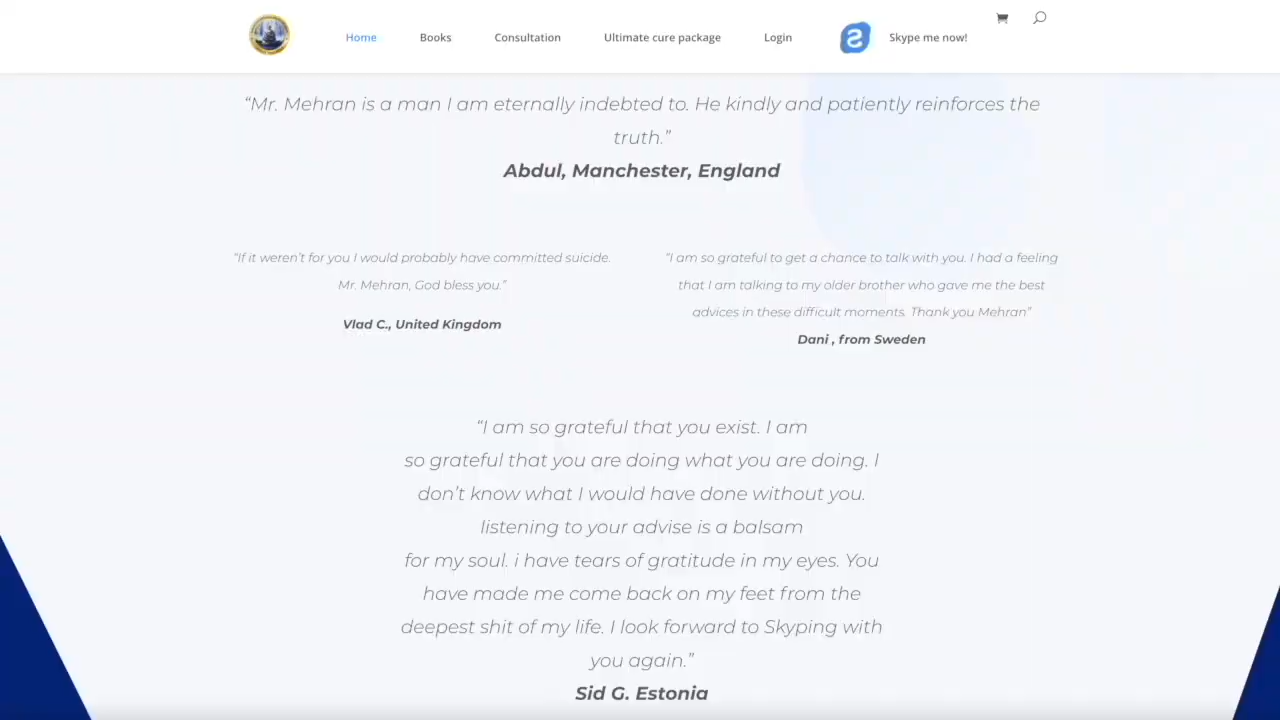 Home Books Consultation Ultimate cure package Login Skype me now!
“Mr. Mehran is a man I am eternally indebted to. He kindly and patiently reinforces the
truth.”
Abdul, Manchester, England
“If it weren’t for you I would probably have committed suicide.
Mr. Mehran, God bless you.”
Vlad C., United Kingdom
“I am so grateful to get a chance to talk with you. I had a feeling
that I am talking to my older brother who gave me the best
advices in these difficult moments. Thank you Mehran”
Dani , from Sweden
“I am so grateful that you exist. I am
so grateful that you are doing what you are doing. I
don’t know what I would have done without you.
listening to your advise is a balsam
for my soul. i have tears of gratitude in my eyes. You
have made me come back on my feet from the
deepest shit of my life. I look forward to Skyping with
you again.”
Sid G. Estonia